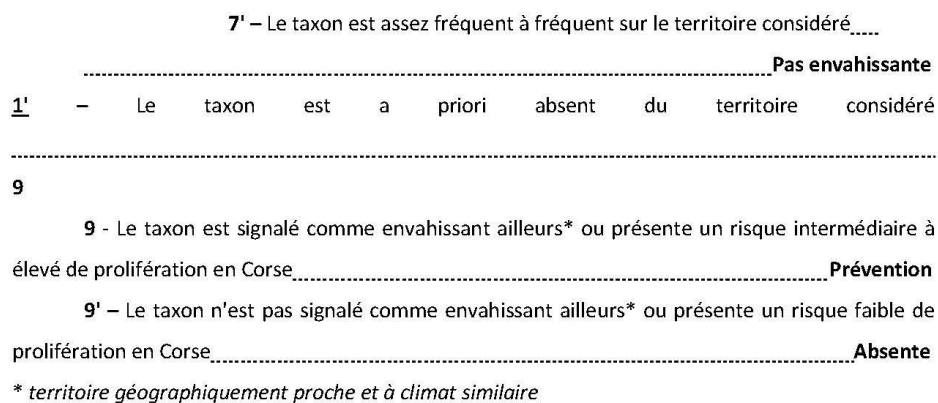 7' – Le taxon est assez fréquent à fréquent sur le territoire considéré.....
..........Pas envahissante
1' – Le taxon est a priori absent du territoire considéré
..........
9
9 - Le taxon est signalé comme envahissant ailleurs* ou présente un risque intermédiaire à
élevé de prolifération en Corse..........Prévention
9' – Le taxon n'est pas signalé comme envahissant ailleurs* ou présente un risque faible de
prolifération en Corse..........Absente
* territoire géographiquement proche et à climat similaire